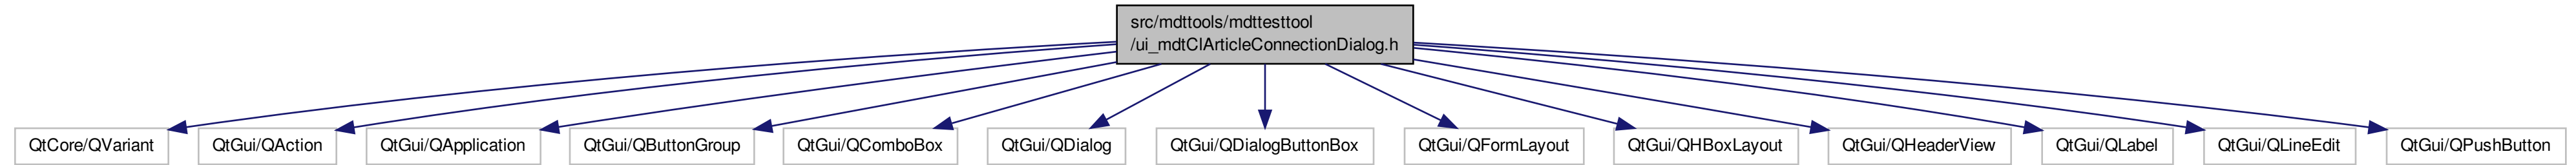 src/mdttools/mdttesttool
/ui_mdtClArticleConnectionDialog.h
QtCore/QVariant
QtGui/QAction
QtGui/QApplication
QtGui/QButtonGroup
QtGui/QComboBox
QtGui/QDialog
QtGui/QDialogButtonBox
QtGui/QFormLayout
QtGui/QHBoxLayout
QtGui/QHeaderView
QtGui/QLabel
QtGui/QLineEdit
QtGui/QPushButton